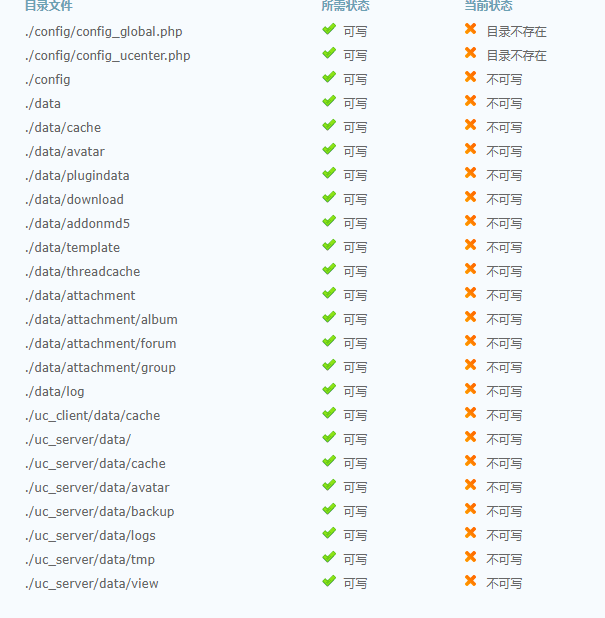 目录文件 所需状态 当前状态
./config/config_global.php 可写 目录不存在
./config/config_ucenter.php 可写 目录不存在
./config 可写 不可写
./data 可写 不可写
./data/cache 可写 不可写
./data/avatar 可写 不可写
./data/plugindata 可写 不可写
./data/download 可写 不可写
./data/addonmd5 可写 不可写
./data/template 可写 不可写
./data/threadcache 可写 不可写
./data/attachment 可写 不可写
./data/attachment/album 可写 不可写
./data/attachment/forum 可写 不可写
./data/attachment/group 可写 不可写
./data/log 可写 不可写
./uc_client/data/cache 可写 不可写
./uc_server/data/ 可写 不可写
./uc_server/data/cache 可写 不可写
./uc_server/data/avatar 可写 不可写
./uc_server/data/backup 可写 不可写
./uc_server/data/logs 可写 不可写
./uc_server/data/tmp 可写 不可写
./uc_server/data/view 可写 不可写